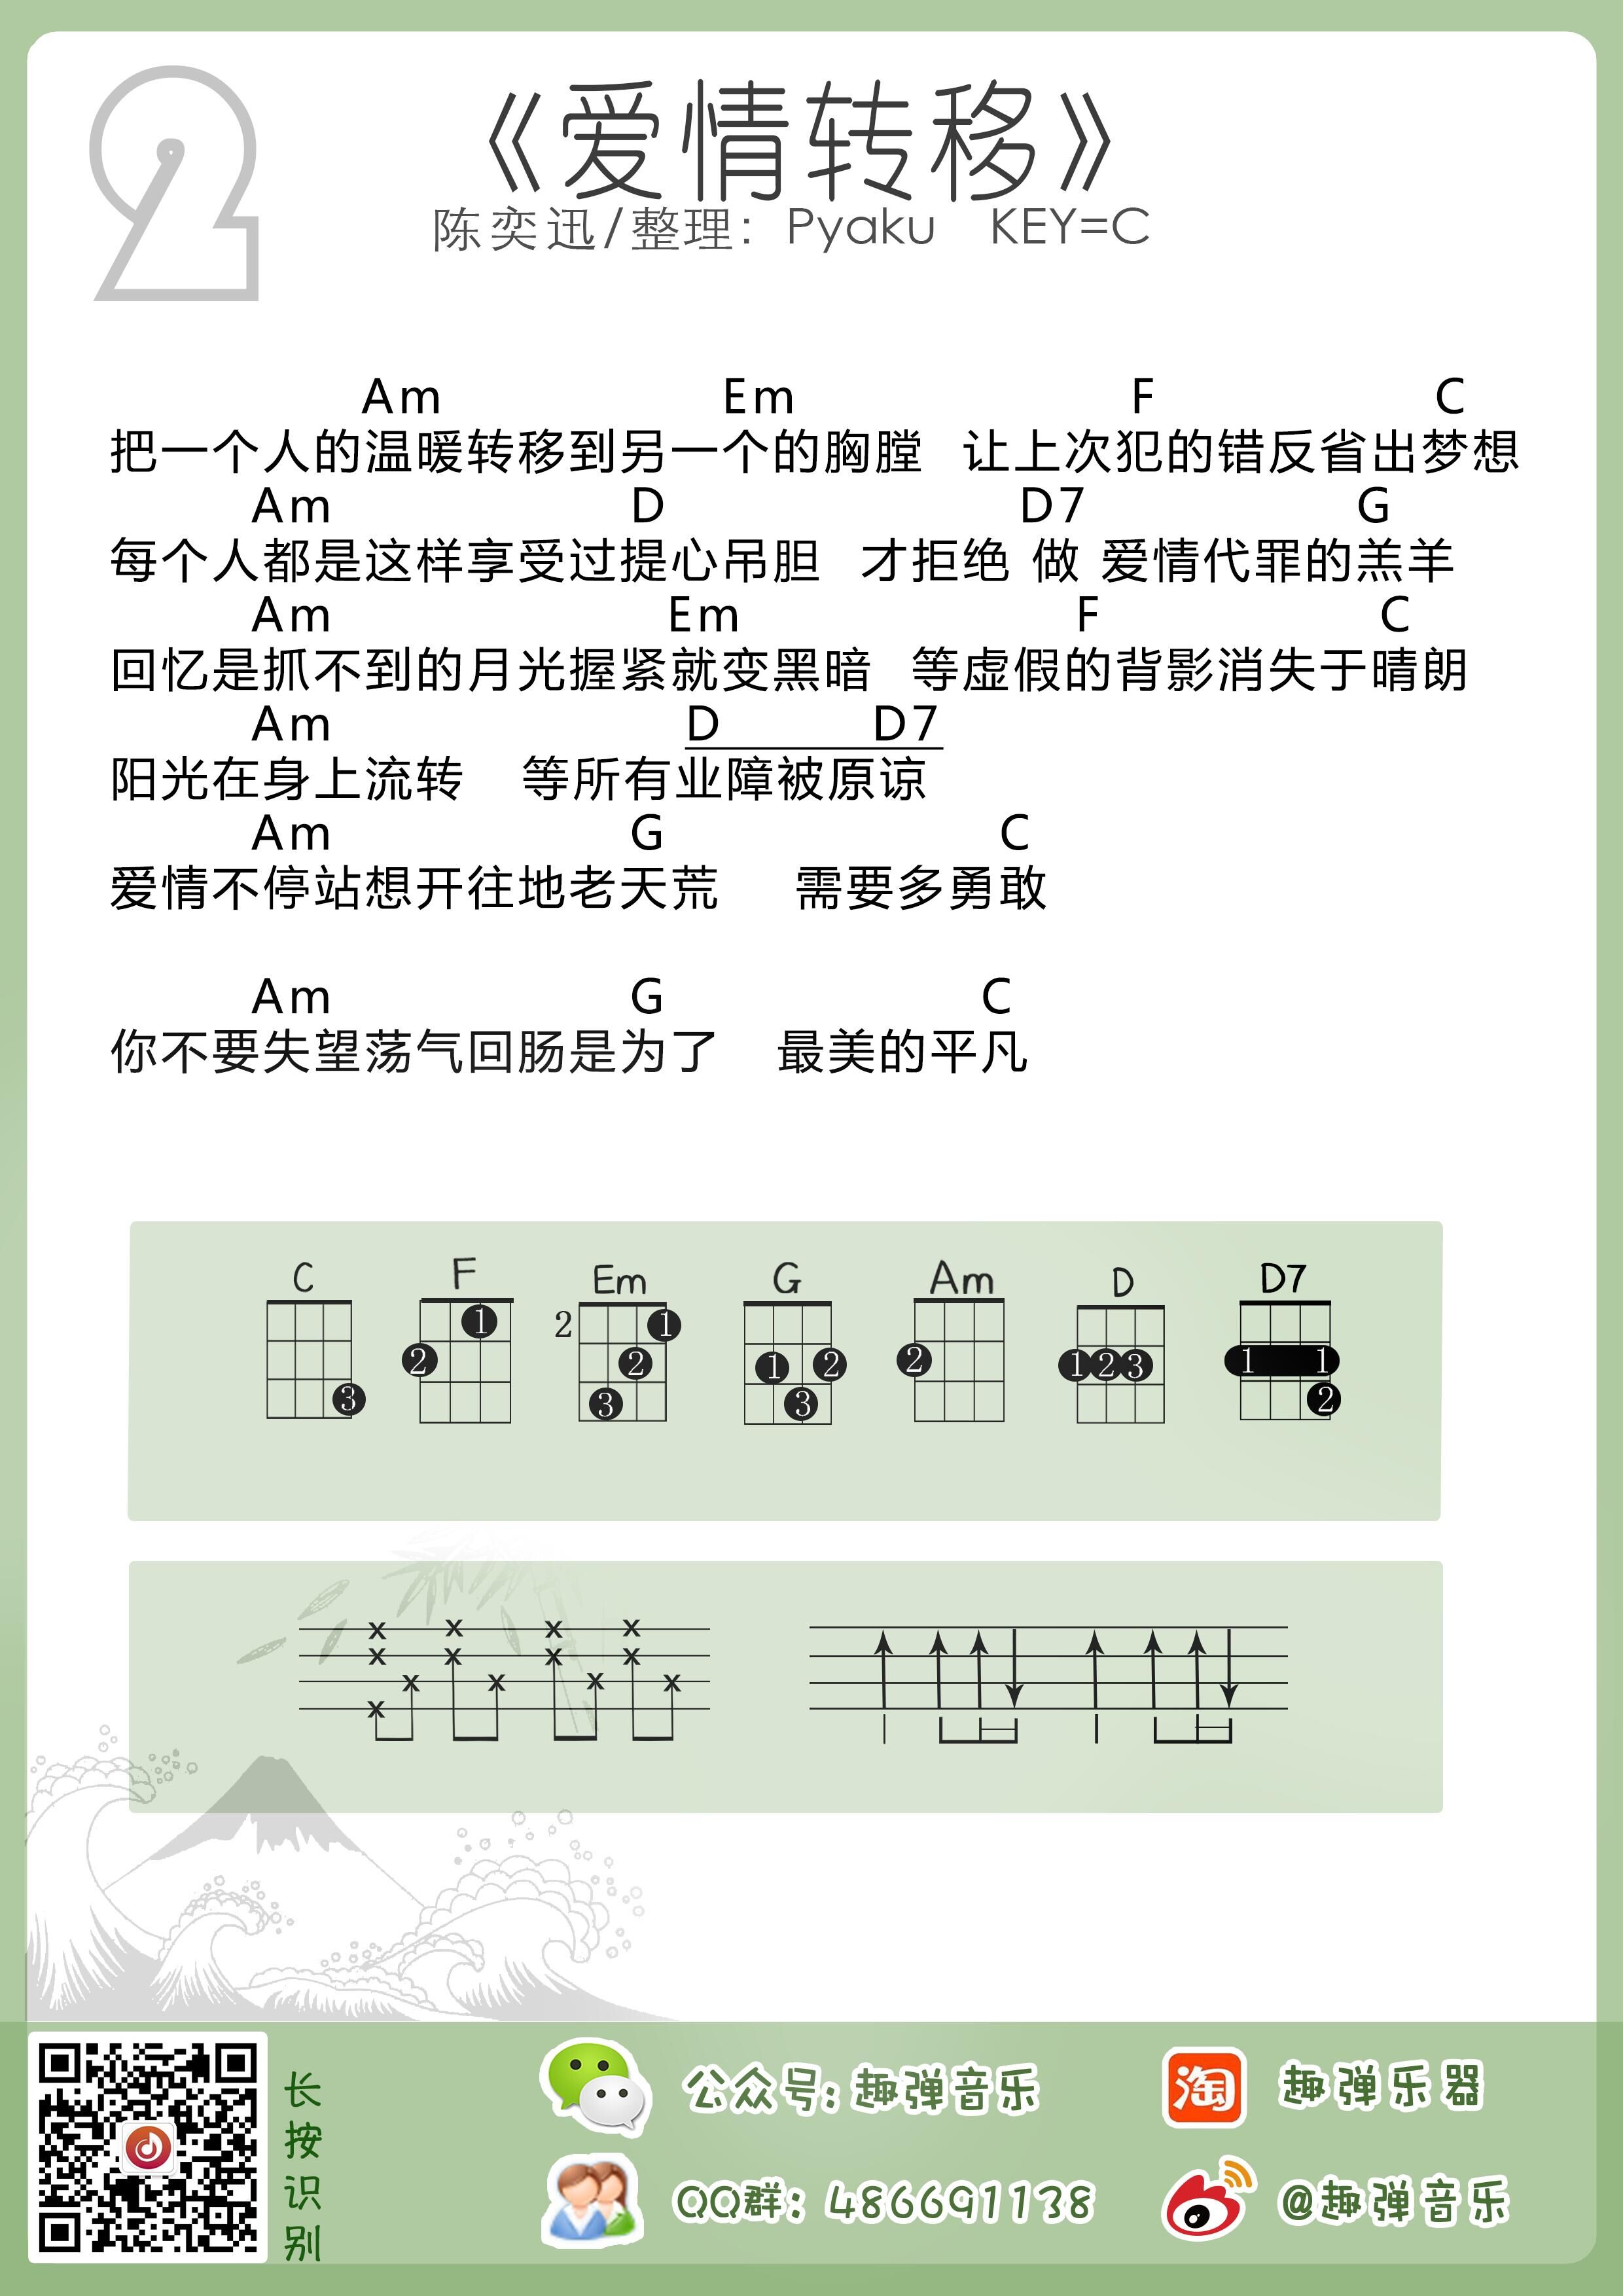 2
《爱情转移》
陈奕迅/整理：Pyaku KEY=C
Am Em F C
把一个人的温暖转移到另一个的胸膛 让上次犯的错反省出梦想
Am D D7 G
每个人都是这样享受过提心吊胆 才拒绝 做 爱情代罪的羔羊
Am Em F C
回忆是抓不到的月光握紧就变黑暗 等虚假的背影消失于晴朗
Am D D7
阳光在身上流转 等所有业障被原谅
Am G C
爱情不停站想开往地老天荒 需要多勇敢
Am G C
你不要失望荡气回肠是为了 最美的平凡
C F Em G Am D D7
1 2 1
2 1 2 2 1 2 3 1 1
3 3 3 2
x x x x
x x x x
x x x x
x
长按识别
公众号：趣弹音乐
淘 趣弹乐器
QQ群：486691138
@趣弹音乐